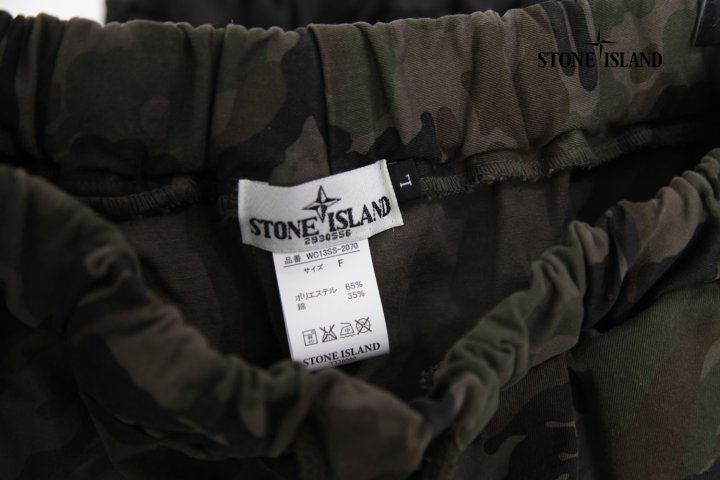 STONE ISLAND
L
STONE ISLAND
2930556
品番 WC13SS-2070
サイズ F
ポリエステル 65%
綿 35%
STONE ISLAND